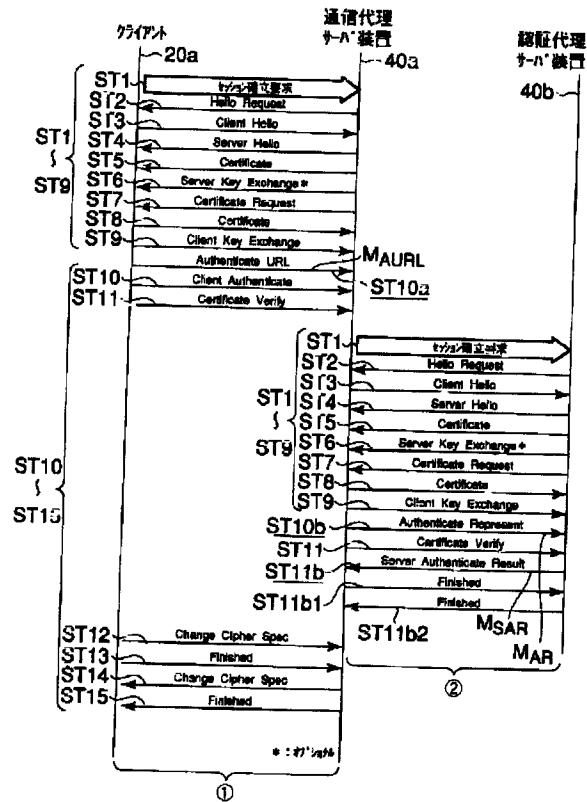 クライアント
通信代理
サーバ装置
認証代理
サーバ装置
20a
40a
40b
ST1
セッション確立要求
ST2
Hello Request
ST3
Client Hello
ST4
Server Hello
ST5
Certificate
ST6
Server Key Exchange*
ST7
Certificate Request
ST8
Certificate
ST9
Client Key Exchange
ST1
~
ST9
Authenticate URL
MAURL
ST10a
ST10
Client Authenticate
ST11
Certificate Verify
ST1
セッション確立要求
ST2
Hello Request
ST3
Client Hello
ST4
Server Hello
ST5
Certificate
ST6
Server Key Exchange*
ST7
Certificate Request
ST8
Certificate
ST9
Client Key Exchange
ST1
~
ST9
ST10
~
ST15
ST10b
Authenticate Represent
ST11
Certificate Verify
ST11b
Server Authenticate Result
ST11b1
Finished
Finished
ST11b2
MSAR
MAR
ST12
Change Cipher Spec
ST13
Finished
ST14
Change Cipher Spec
ST15
Finished
* : オプショナル
①
②